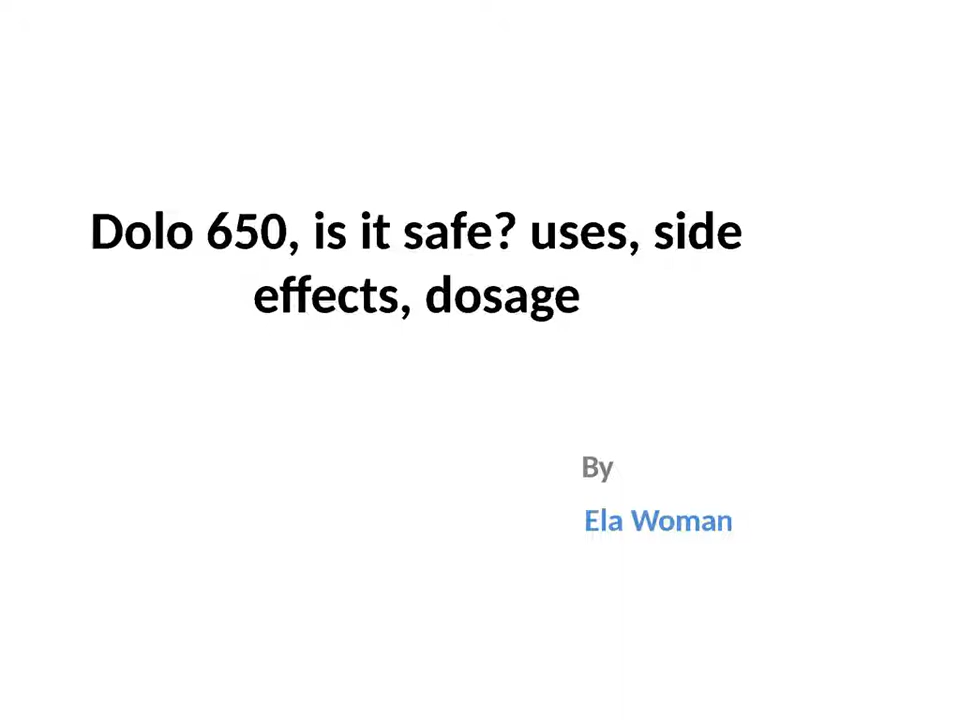 Dolo 650, is it safe? uses, side
effects, dosage
By
Ela Woman